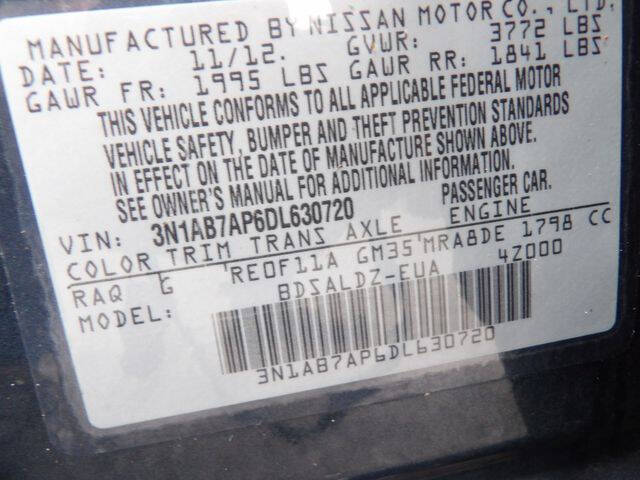 MANUFACTURED BY NISSAN MOTOR CO., LTD.
DATE: 11/12. GVWR: 3772 LBS
GAWR FR: 1995 LBS GAWR RR: 1841 LBS
THIS VEHICLE CONFORMS TO ALL APPLICABLE FEDERAL MOTOR
VEHICLE SAFETY, BUMPER AND THEFT PREVENTION STANDARDS
IN EFFECT ON THE DATE OF MANUFACTURE SHOWN ABOVE.
SEE OWNER'S MANUAL FOR ADDITIONAL INFORMATION.
VIN: 3N1AB7AP6DL630720 PASSENGER CAR.
COLOR TRIM TRANS AXLE ENGINE
RAQ G RE0F11A GM35 MRA8DE 1798 CC
MODEL: BDSALDZ-EUA 4Z000
3N1AB7AP6DL630720